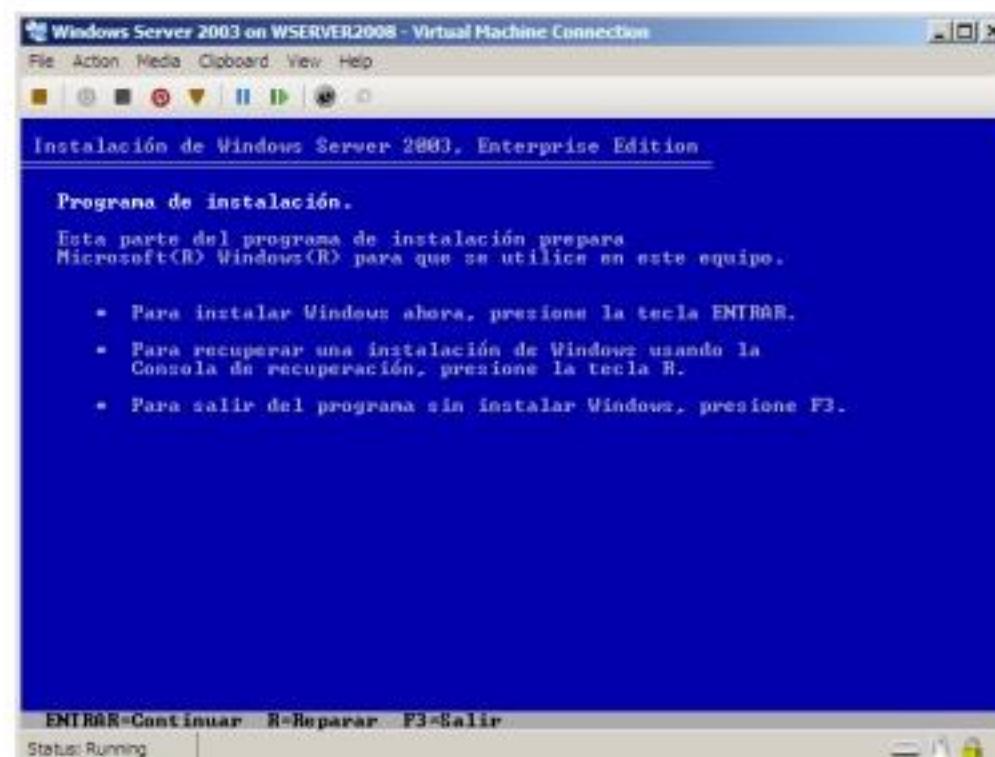 Windows Server 2003 on WSERVER2008 - Virtual Machine Connection
File Action Media Clipboard View Help
Instalación de Windows Server 2003, Enterprise Edition
Programa de instalación.
Esta parte del programa de instalación prepara
Microsoft(R) Windows(R) para que se utilice en este equipo.
• Para instalar Windows ahora, presione la tecla ENTRAR.
• Para recuperar una instalación de Windows usando la
Consola de recuperación, presione la tecla R.
• Para salir del programa sin instalar Windows, presione F3.
ENTRAR=Continuar R=Reparar F3=Salir
Status: Running